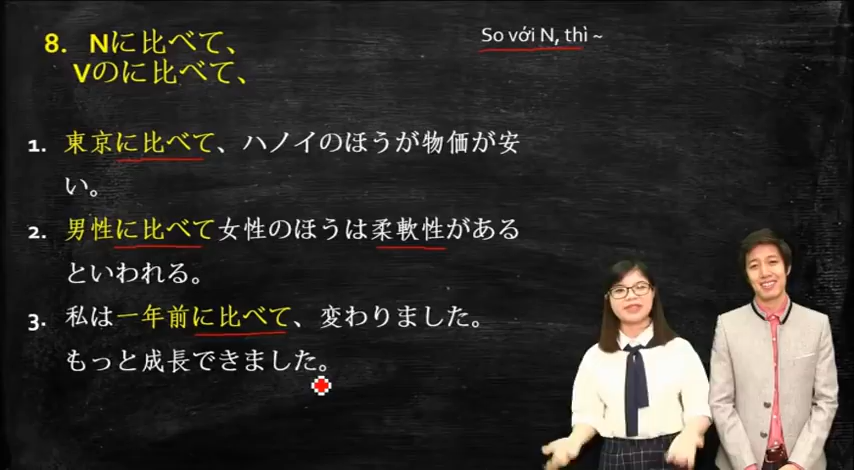 8. Nに比べて、
Vのに比べて、
So với N, thì ~
1. 東京に比べて、ハノイのほうが物価が安
い。
2. 男性に比べて女性のほうは柔軟性がある
といわれる。
3. 私は一年前に比べて、変わりました。
もっと成長できました。